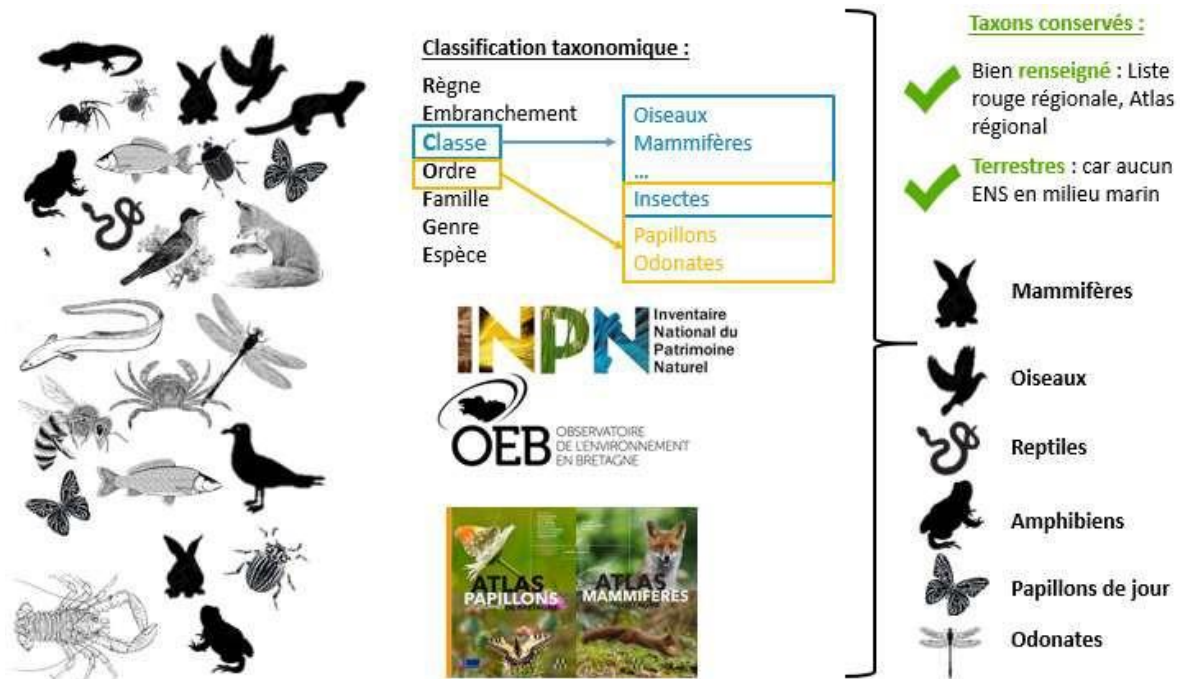 Classification taxonomique :
Règne
Embranchement
Classe
Ordre
Famille
Genre
Espèce
Oiseaux
Mammifères
...
Insectes
Papillons
Odonates
INPN
Inventaire
National du
Patrimoine
Naturel
OEB
OBSERVATOIRE
DE L'ENVIRONNEMENT
EN BRETAGNE
ATLAS
PAPILLONS
ATLAS
MAMMIFÈRES
Taxons conservés :
Bien renseigné : Liste
rouge régionale, Atlas
régional
Terrestres : car aucun
ENS en milieu marin
Mammifères
Oiseaux
Reptiles
Amphibiens
Papillons de jour
Odonates